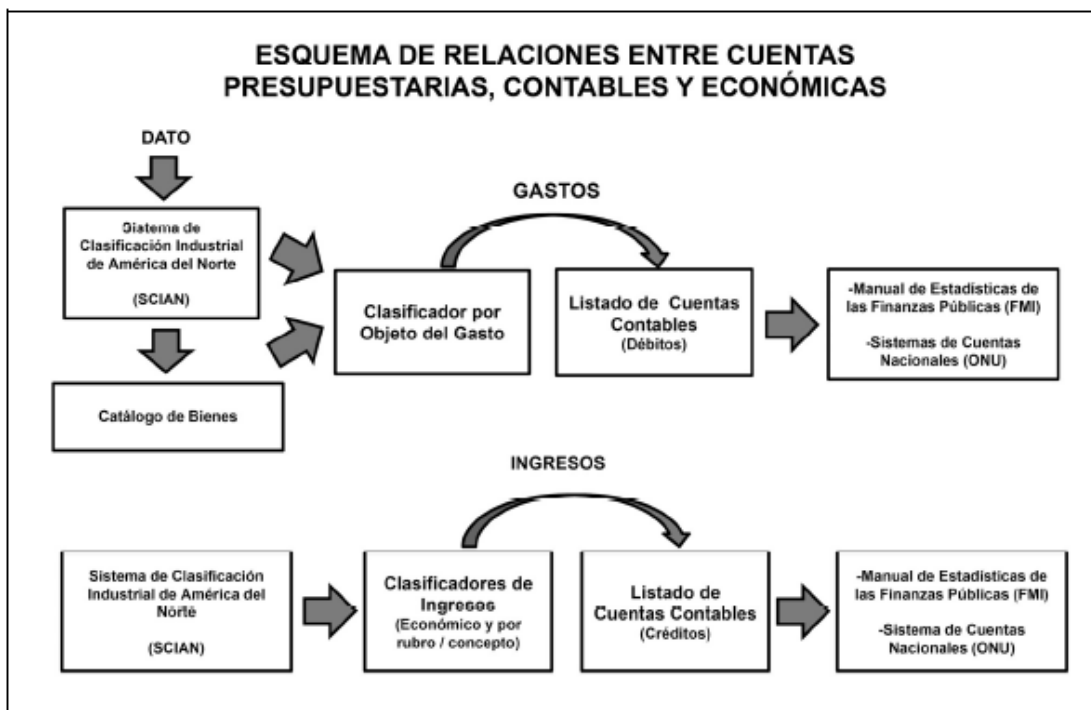 ESQUEMA DE RELACIONES ENTRE CUENTAS
PRESUPUESTARIAS, CONTABLES Y ECONÓMICAS
DATO
GASTOS
Sistema de
Clasificación Industrial
de América del Norte
(SCIAN)
Clasificador por
Objeto del Gasto
Listado de Cuentas
Contables
(Débitos)
-Manual de Estadísticas de
las Finanzas Públicas (FMI)
-Sistemas de Cuentas
Nacionales (ONU)
Catálogo de Bienes
INGRESOS
Sistema de Clasificación
Industrial de América del
Norte
(SCIAN)
Clasificadores de
Ingresos
(Económico y por
rubro / concepto)
Listado de
Cuentas Contables
(Créditos)
-Manual de Estadísticas de
las Finanzas Públicas (FMI)
-Sistema de Cuentas
Nacionales (ONU)